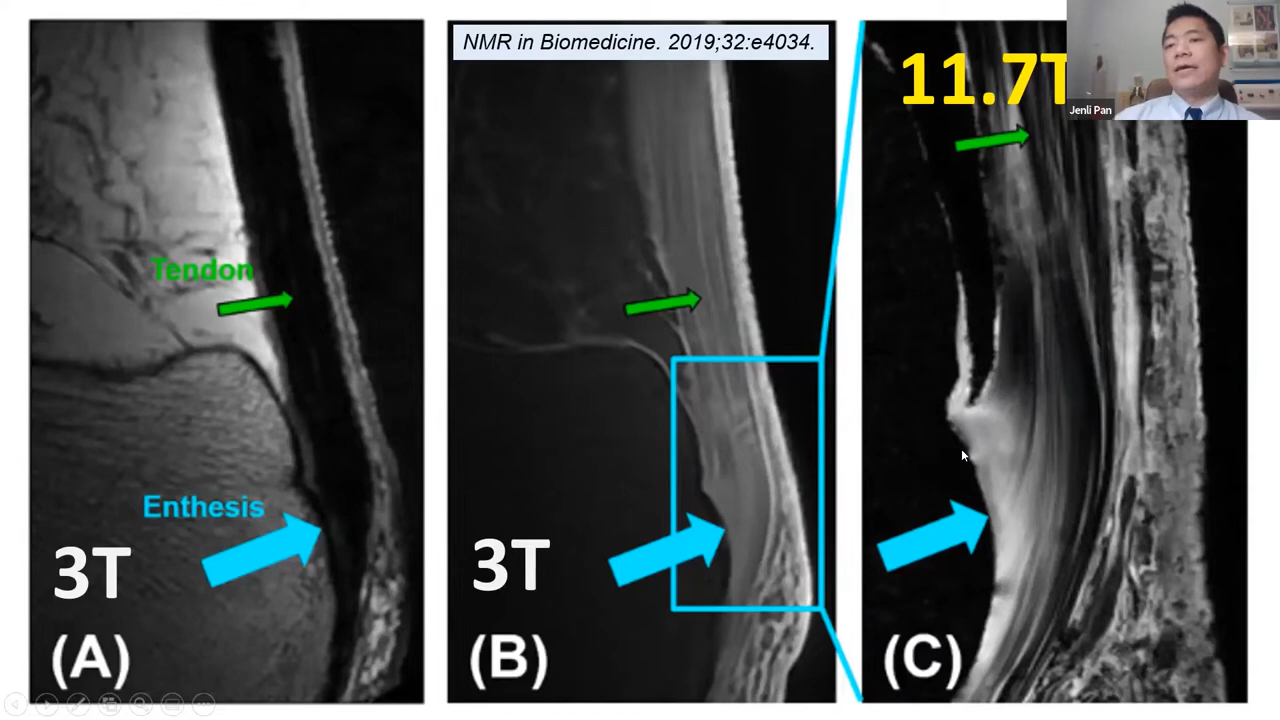 NMR in Biomedicine. 2019;32:e4034.
11.7T
Jenli Pan
Tendon
Enthesis
3T
3T
(A)
(B)
(C)